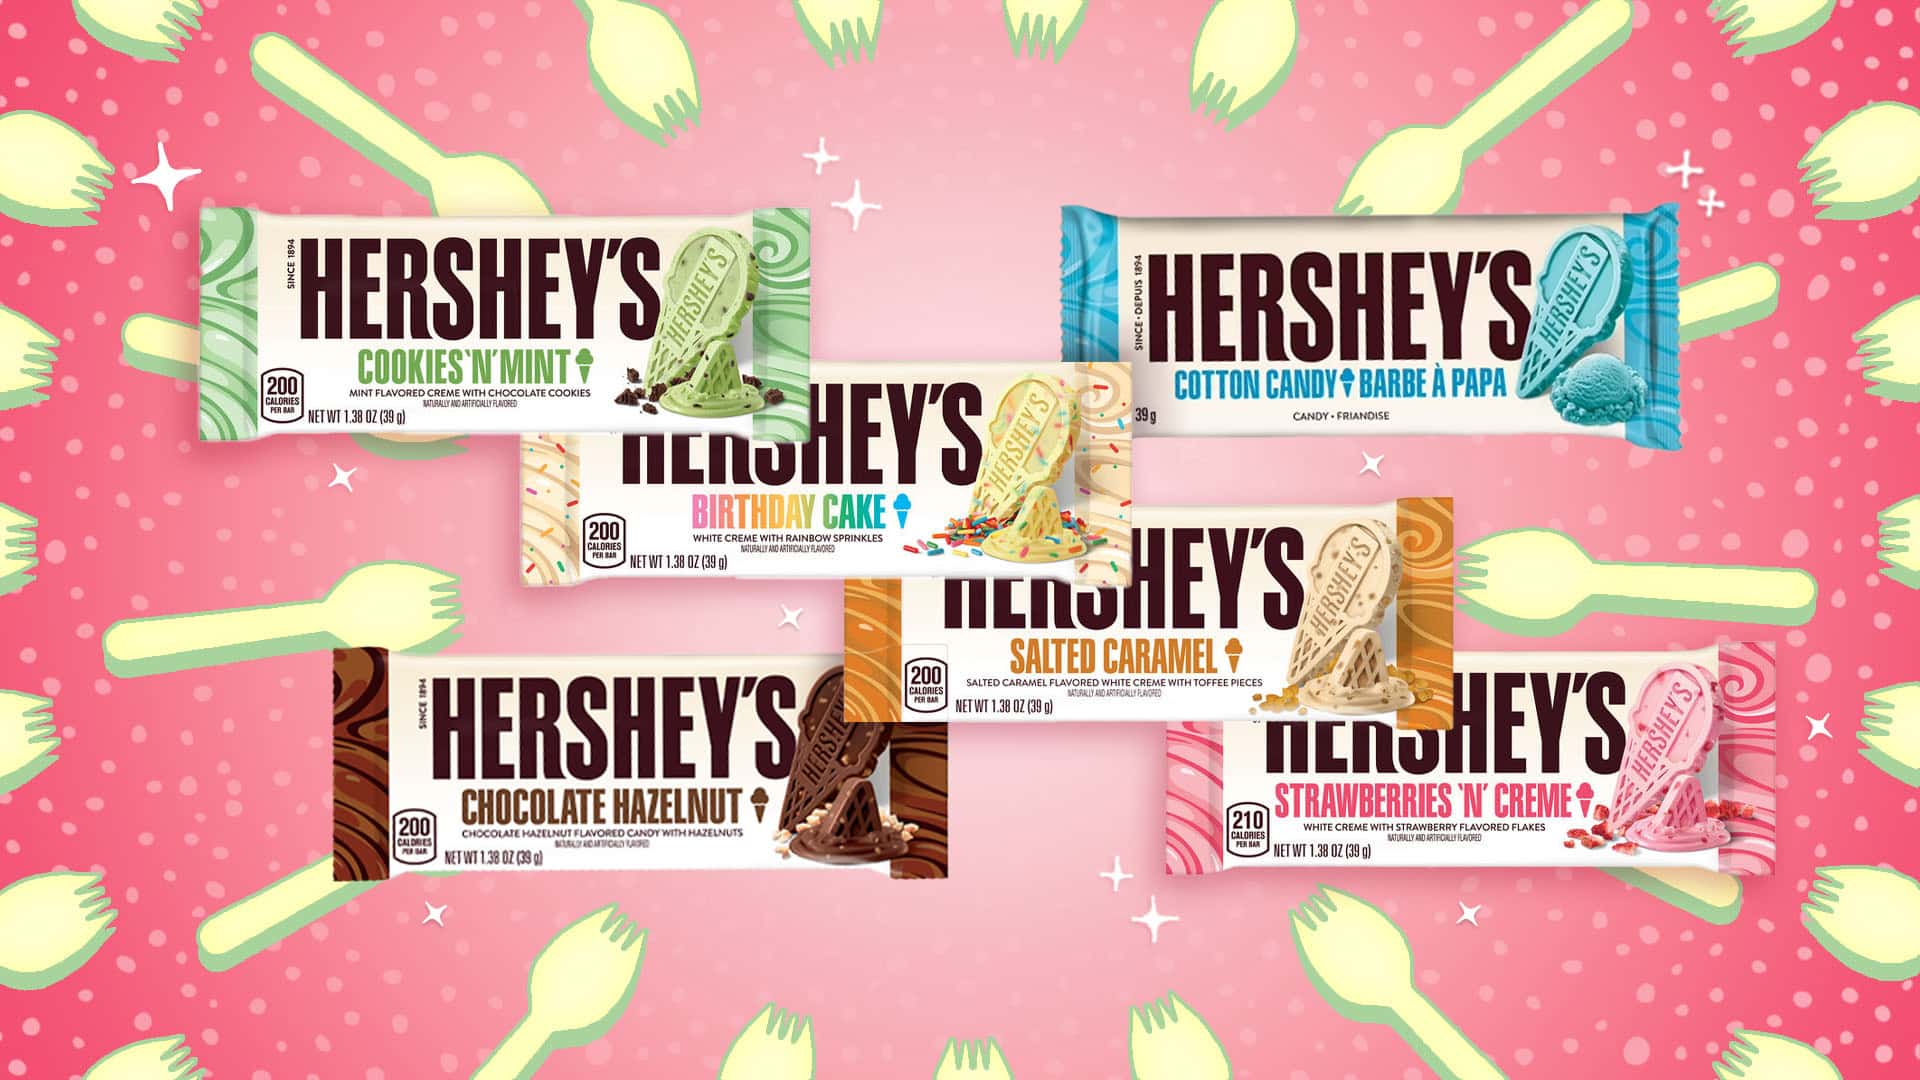 SINCE 1894
HERSHEY'S
HERSHEY'S
COOKIES 'N' MINT
MINT FLAVORED CREME WITH CHOCOLATE COOKIES
NATURALLY AND ARTIFICIALLY FLAVORED
200
CALORIES
PER BAR
NET WT 1.38 OZ (39 g)
SINCE • DEPUIS 1894
HERSHEY'S
HERSHEY'S
COTTON CANDY BARBE À PAPA
CANDY • FRIANDISE
39 g
HERSHEY'S
HERSHEY'S
BIRTHDAY CAKE
WHITE CREME WITH RAINBOW SPRINKLES
NATURALLY AND ARTIFICIALLY FLAVORED
200
CALORIES
PER BAR
NET WT 1.38 OZ (39 g)
HERSHEY'S
HERSHEY'S
SALTED CARAMEL
SALTED CARAMEL FLAVORED WHITE CREME WITH TOFFEE PIECES
NATURALLY AND ARTIFICIALLY FLAVORED
200
CALORIES
PER BAR
NET WT 1.38 OZ (39 g)
SINCE 1894
HERSHEY'S
HERSHEY'S
CHOCOLATE HAZELNUT
CHOCOLATE HAZELNUT FLAVORED CANDY WITH HAZELNUTS
NATURALLY AND ARTIFICIALLY FLAVORED
200
CALORIES
PER BAR
NET WT 1.38 OZ (39 g)
HERSHEY'S
HERSHEY'S
STRAWBERRIES 'N' CREME
WHITE CREME WITH STRAWBERRY FLAVORED FLAKES
NATURALLY AND ARTIFICIALLY FLAVORED
210
CALORIES
PER BAR
NET WT 1.38 OZ (39 g)